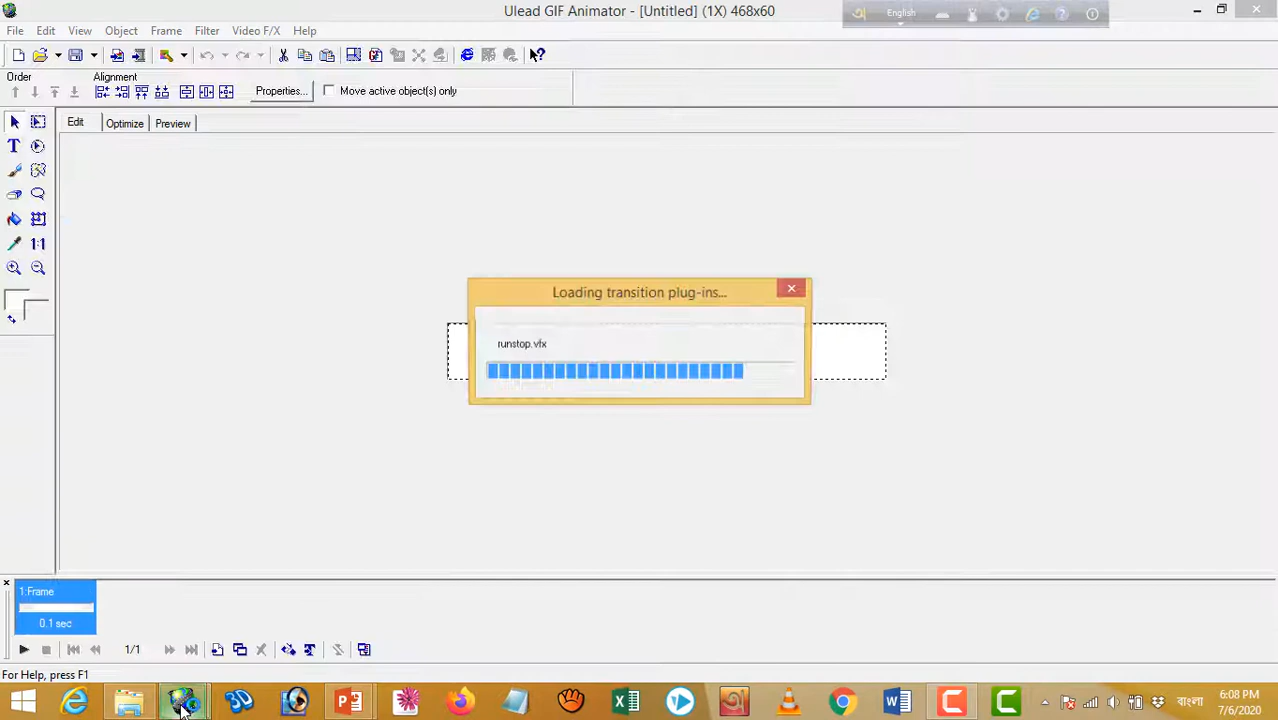 Ulead GIF Animator - [Untitled] (1X) 468x60
English
File Edit View Object Frame Filter Video F/X Help
Order
Alignment
Properties...
Move active object(s) only
Edit
Optimize
Preview
T
1:1
Loading transition plug-ins...
runstop.vfx
1:Frame
0.1 sec
1/1
For Help, press F1
বাংলা
6:08 PM
7/6/2020